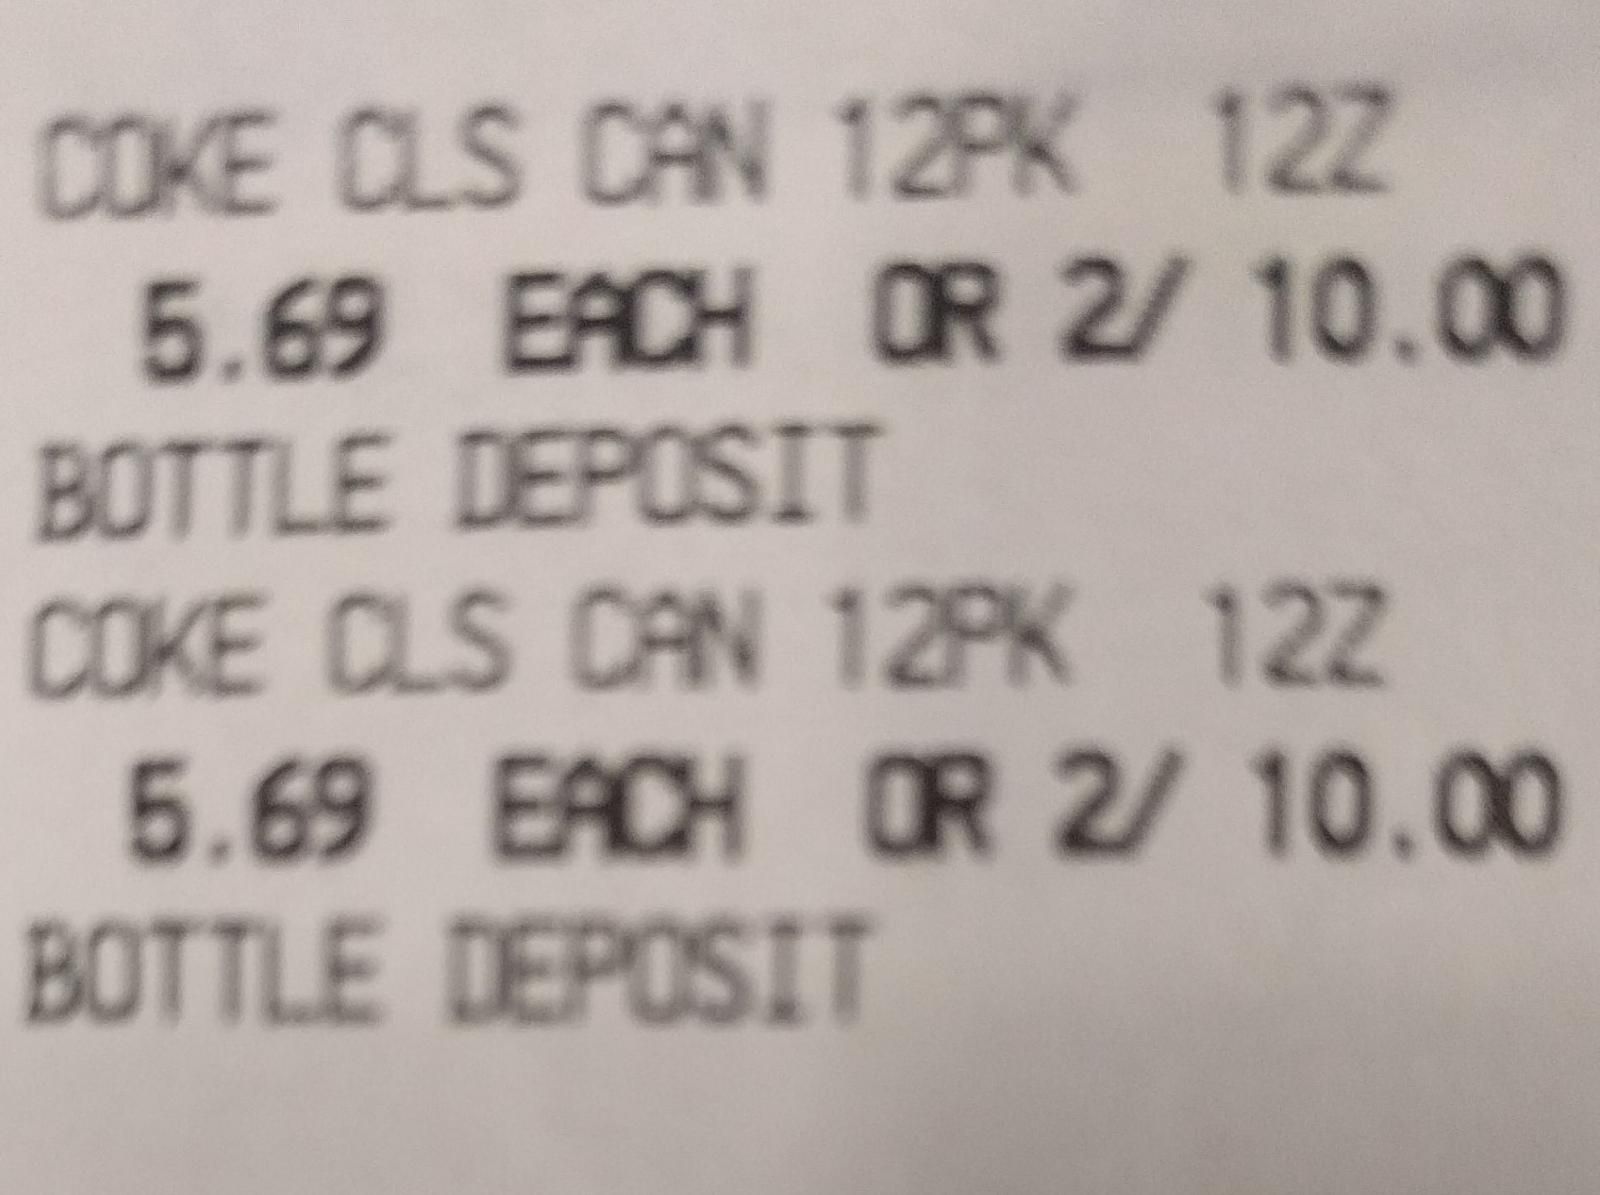 COKE CLS CAN 12PK 12Z
5.69 EACH OR 2/ 10.00
BOTTLE DEPOSIT
COKE CLS CAN 12PK 12Z
5.69 EACH OR 2/ 10.00
BOTTLE DEPOSIT